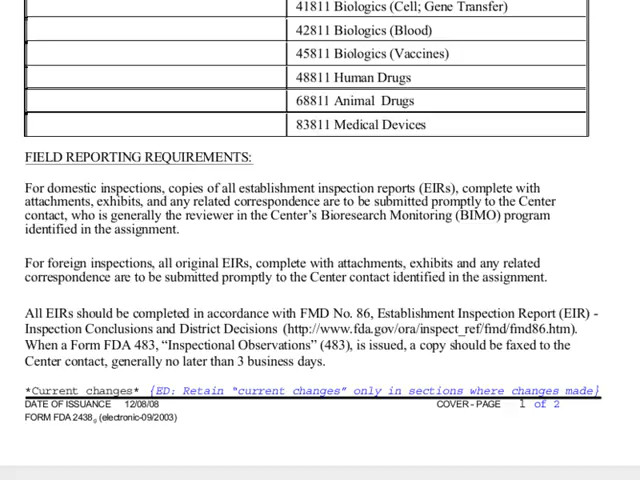 41811 Biologics (Cell; Gene Transfer)
42811 Biologics (Blood)
45811 Biologics (Vaccines)
48811 Human Drugs
68811 Animal Drugs
83811 Medical Devices
FIELD REPORTING REQUIREMENTS:
For domestic inspections, copies of all establishment inspection reports (EIRs), complete with
attachments, exhibits, and any related correspondence are to be submitted promptly to the Center
contact, who is generally the reviewer in the Center's Bioresearch Monitoring (BIMO) program
identified in the assignment.
For foreign inspections, all original EIRs, complete with attachments, exhibits and any related
correspondence are to be submitted promptly to the Center contact identified in the assignment.
All EIRs should be completed in accordance with FMD No. 86, Establishment Inspection Report (EIR) -
Inspection Conclusions and District Decisions (http://www.fda.gov/ora/inspect_ref/fmd/fmd86.htm).
When a Form FDA 483, “Inspectional Observations” (483), is issued, a copy should be faxed to the
Center contact, generally no later than 3 business days.
*Current changes* {ED: Retain “current changes” only in sections where changes made}
DATE OF ISSUANCE 12/08/08 COVER - PAGE 1 of 2
FORM FDA 2438g (electronic-09/2003)